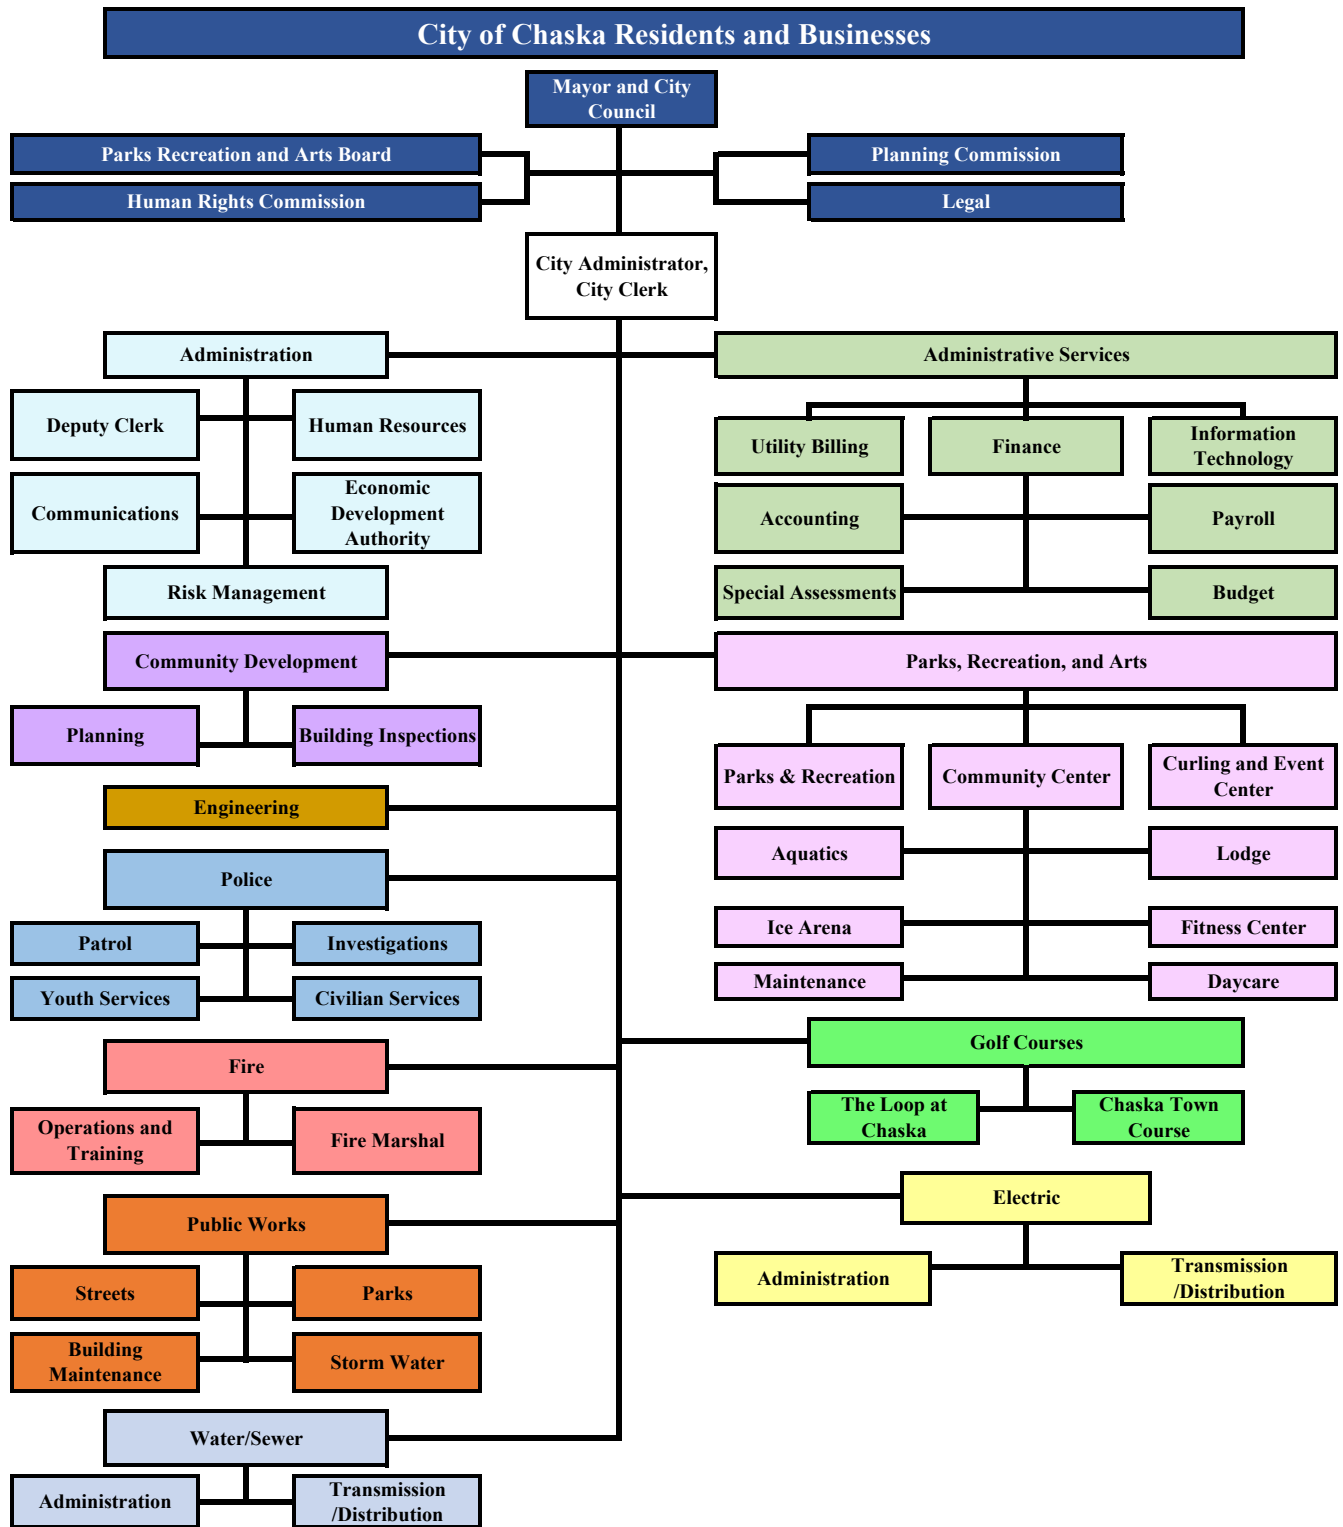 City of Chaska Residents and Businesses
Mayor and City
Council
Parks Recreation and Arts Board
Planning Commission
Human Rights Commission
Legal
City Administrator,
City Clerk
Administration
Deputy Clerk
Human Resources
Communications
Economic
Development
Authority
Risk Management
Administrative Services
Utility Billing
Finance
Information
Technology
Accounting
Payroll
Special Assessments
Budget
Community Development
Planning
Building Inspections
Parks, Recreation, and Arts
Parks & Recreation
Community Center
Curling and Event
Center
Aquatics
Lodge
Ice Arena
Fitness Center
Maintenance
Daycare
Engineering
Police
Patrol
Investigations
Youth Services
Civilian Services
Golf Courses
The Loop at
Chaska
Chaska Town
Course
Fire
Operations and
Training
Fire Marshal
Electric
Administration
Transmission
/Distribution
Public Works
Streets
Parks
Building
Maintenance
Storm Water
Water/Sewer
Administration
Transmission
/Distribution